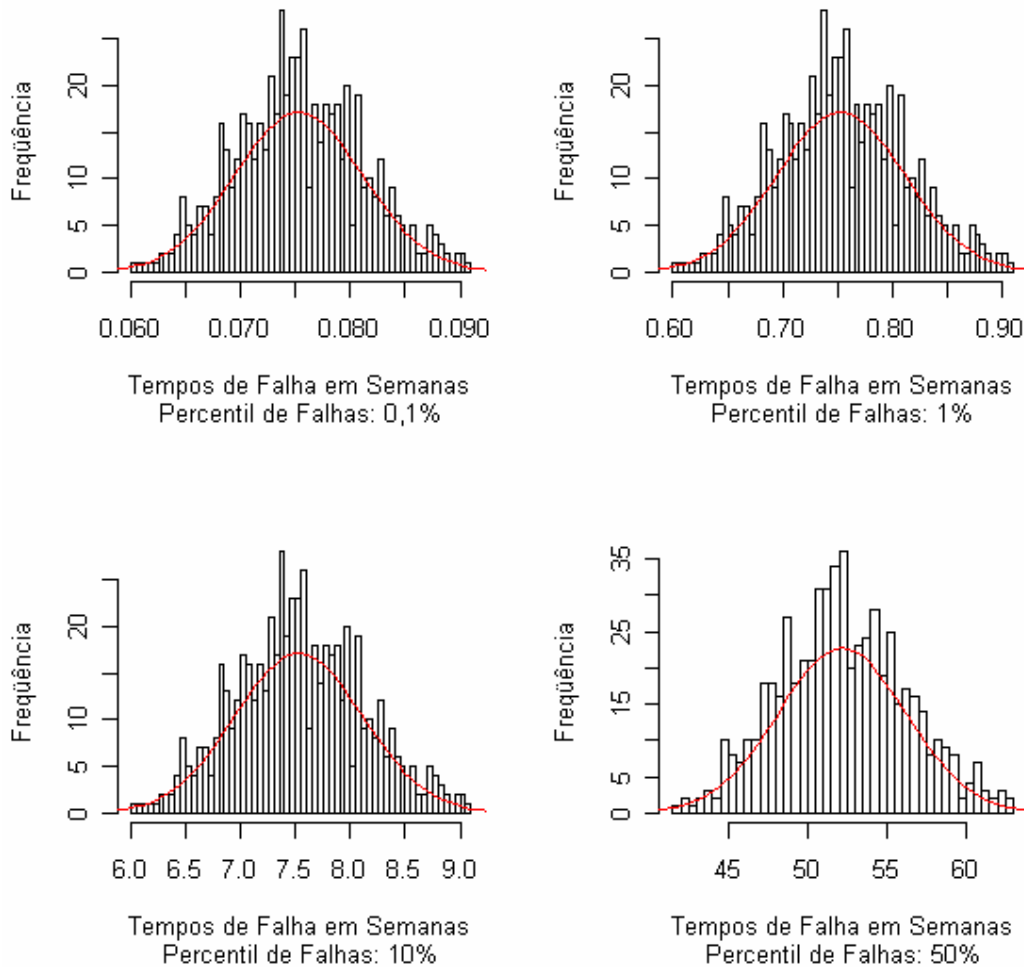 Freqüência
20
10
5
0
0.060 0.070 0.080 0.090
Tempos de Falha em Semanas
Percentil de Falhas: 0,1%
Freqüência
20
10
5
0
0.60 0.70 0.80 0.90
Tempos de Falha em Semanas
Percentil de Falhas: 1%
Freqüência
20
10
5
0
6.0 6.5 7.0 7.5 8.0 8.5 9.0
Tempos de Falha em Semanas
Percentil de Falhas: 10%
Freqüência
35
25
15
5
0
45 50 55 60
Tempos de Falha em Semanas
Percentil de Falhas: 50%